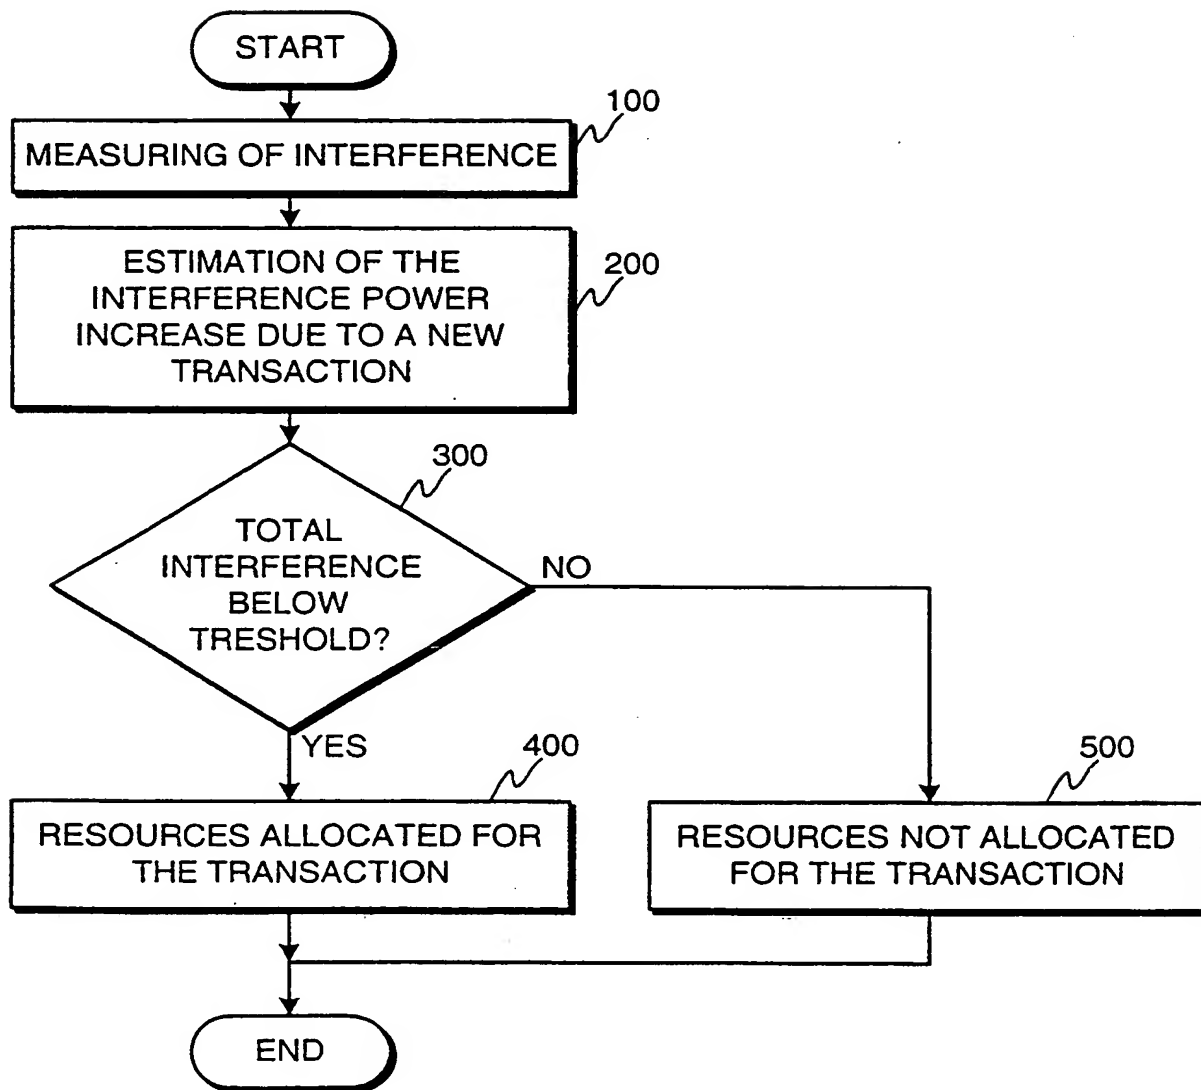 START
100
MEASURING OF INTERFERENCE
200
ESTIMATION OF THE
INTERFERENCE POWER
INCREASE DUE TO A NEW
TRANSACTION
300
TOTAL
INTERFERENCE
BELOW
TRESHOLD?
NO
YES
400
RESOURCES ALLOCATED FOR
THE TRANSACTION
500
RESOURCES NOT ALLOCATED
FOR THE TRANSACTION
END